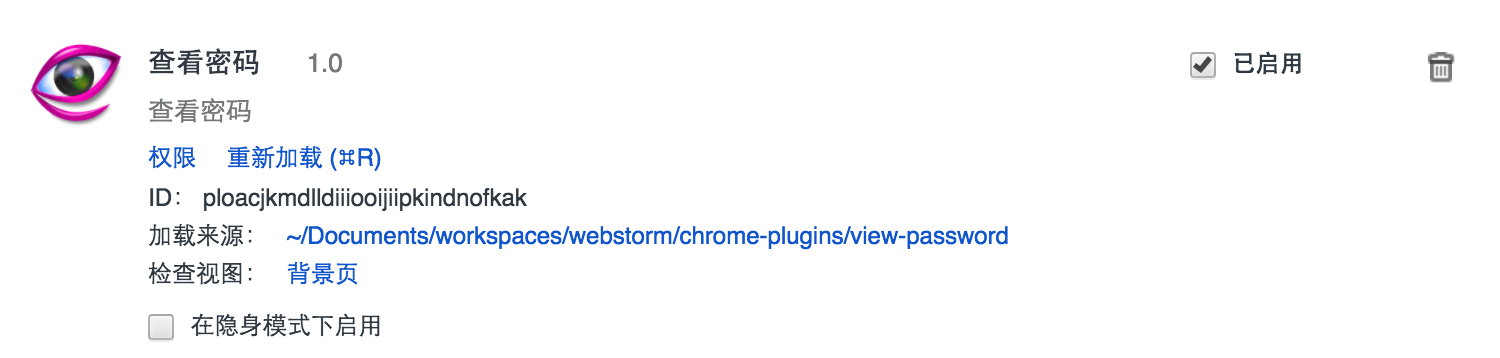 查看密码 1.0 已启用
查看密码
权限 重新加载 (⌘R)
ID： ploacjkmdlldiiiooijiipkindnofkak
加载来源： ~/Documents/workspaces/webstorm/chrome-plugins/view-password
检查视图： 背景页
在隐身模式下启用